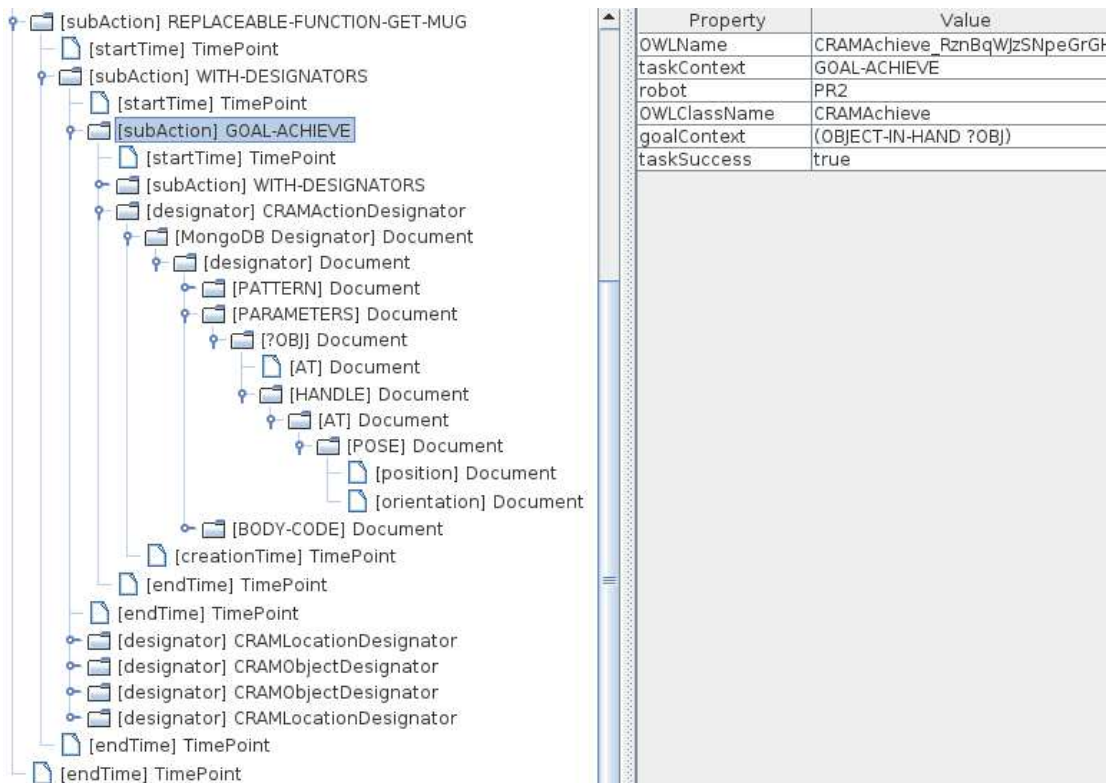 [subAction] REPLACEABLE-FUNCTION-GET-MUG
[startTime] TimePoint
[subAction] WITH-DESIGNATORS
[startTime] TimePoint
[subAction] GOAL-ACHIEVE
[startTime] TimePoint
[subAction] WITH-DESIGNATORS
[designator] CRAMActionDesignator
[MongoDB Designator] Document
[designator] Document
[PATTERN] Document
[PARAMETERS] Document
[?OBJ] Document
[AT] Document
[HANDLE] Document
[AT] Document
[POSE] Document
[position] Document
[orientation] Document
[BODY-CODE] Document
[creationTime] TimePoint
[endTime] TimePoint
[endTime] TimePoint
[designator] CRAMLocationDesignator
[designator] CRAMObjectDesignator
[designator] CRAMObjectDesignator
[designator] CRAMLocationDesignator
[endTime] TimePoint
[endTime] TimePoint
Property Value
OWLName CRAMAchieve_RznBqWJzSNpeGrGH
taskContext GOAL-ACHIEVE
robot PR2
OWLClassName CRAMAchieve
goalContext (OBJECT-IN-HAND ?OBJ)
taskSuccess true